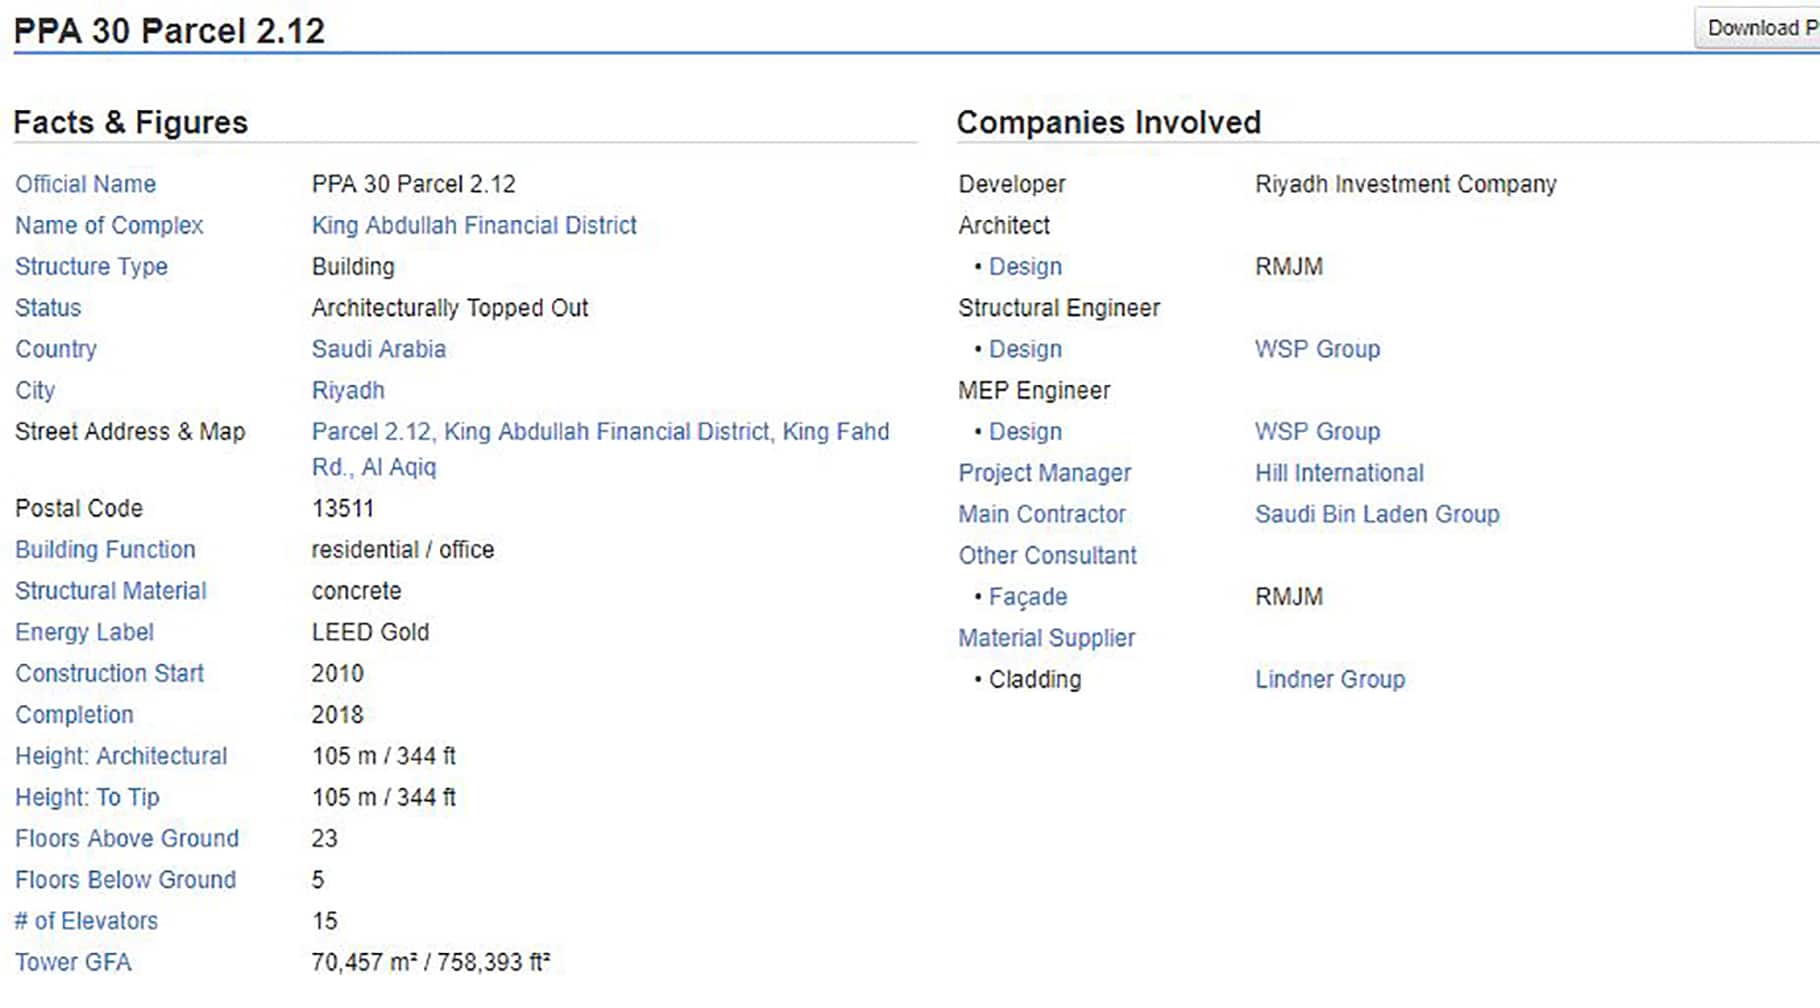 PPA 30 Parcel 2.12
Download P
Facts & Figures
Official Name PPA 30 Parcel 2.12
Name of Complex King Abdullah Financial District
Structure Type Building
Status Architecturally Topped Out
Country Saudi Arabia
City Riyadh
Street Address & Map Parcel 2.12, King Abdullah Financial District, King Fahd
Rd., Al Aqiq
Postal Code 13511
Building Function residential / office
Structural Material concrete
Energy Label LEED Gold
Construction Start 2010
Completion 2018
Height: Architectural 105 m / 344 ft
Height: To Tip 105 m / 344 ft
Floors Above Ground 23
Floors Below Ground 5
# of Elevators 15
Tower GFA 70,457 m² / 758,393 ft²
Companies Involved
Developer Riyadh Investment Company
Architect
• Design RMJM
Structural Engineer
• Design WSP Group
MEP Engineer
• Design WSP Group
Project Manager Hill International
Main Contractor Saudi Bin Laden Group
Other Consultant
• Façade RMJM
Material Supplier
• Cladding Lindner Group